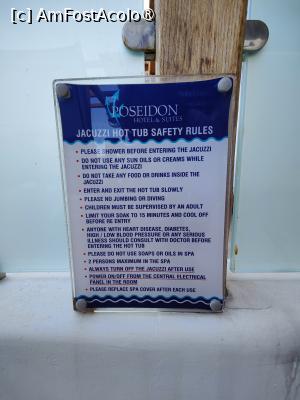 [c] FostAcolo®
POSEIDON
HOTEL & SUITES
JACUZZI HOT TUB SAFETY RULES
• PLEASE SHOWER BEFORE ENTERING THE JACUZZI
• DO NOT USE ANY SUN OILS OR CREAMS WHILE
ENTERING THE JACUZZI
• DO NOT TAKE ANY FOOD OR DRINKS INSIDE THE
JACUZZI
• ENTER AND EXIT THE HOT TUB SLOWLY
• PLEASE NO JUMBING OR DIVING
• CHILDREN MUST BE SUPERVISED BY AN ADULT
• LIMIT YOUR SOAK TO 15 MINUTES AND COOL OFF
BEFORE RE ENTRY
• ANYONE WITH HEART DISEASE, DIABETES,
HIGH / LOW BLOOD PRESSURE OR ANY SERIOUS
ILLNESS SHOULD CONSULT WITH DOCTOR BEFORE
ENTERING THE HOT TUB
• PLEASE DO NOT USE SOAPS OR OILS IN SPA
• 2 PERSONS MAXIMUM IN THE SPA
• ALWAYS TURN OFF THE JACUZZI AFTER USE
• POWER ON/OFF FROM THE CENTRAL ELECTRICAL
PANEL IN THE ROOM
• PLEASE REPLACE SPA COVER AFTER EACH USE